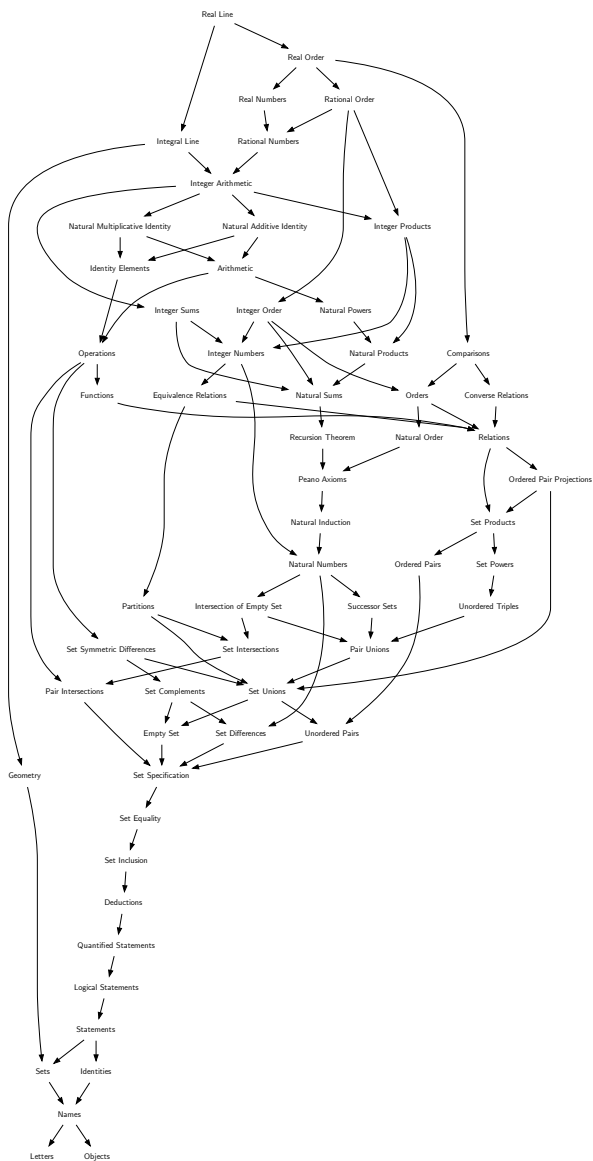 Real Line
Real Order
Real Numbers
Rational Order
Integral Line
Rational Numbers
Integer Arithmetic
Natural Multiplicative Identity
Natural Additive Identity
Integer Products
Identity Elements
Arithmetic
Integer Sums
Integer Order
Natural Powers
Operations
Integer Numbers
Natural Products
Comparisons
Functions
Equivalence Relations
Natural Sums
Orders
Converse Relations
Recursion Theorem
Natural Order
Relations
Peano Axioms
Ordered Pair Projections
Natural Induction
Set Products
Natural Numbers
Ordered Pairs
Set Powers
Partitions
Intersection of Empty Set
Successor Sets
Unordered Triples
Set Symmetric Differences
Set Intersections
Pair Unions
Pair Intersections
Set Complements
Set Unions
Empty Set
Set Differences
Unordered Pairs
Geometry
Set Specification
Set Equality
Set Inclusion
Deductions
Quantified Statements
Logical Statements
Statements
Sets
Identities
Names
Letters
Objects